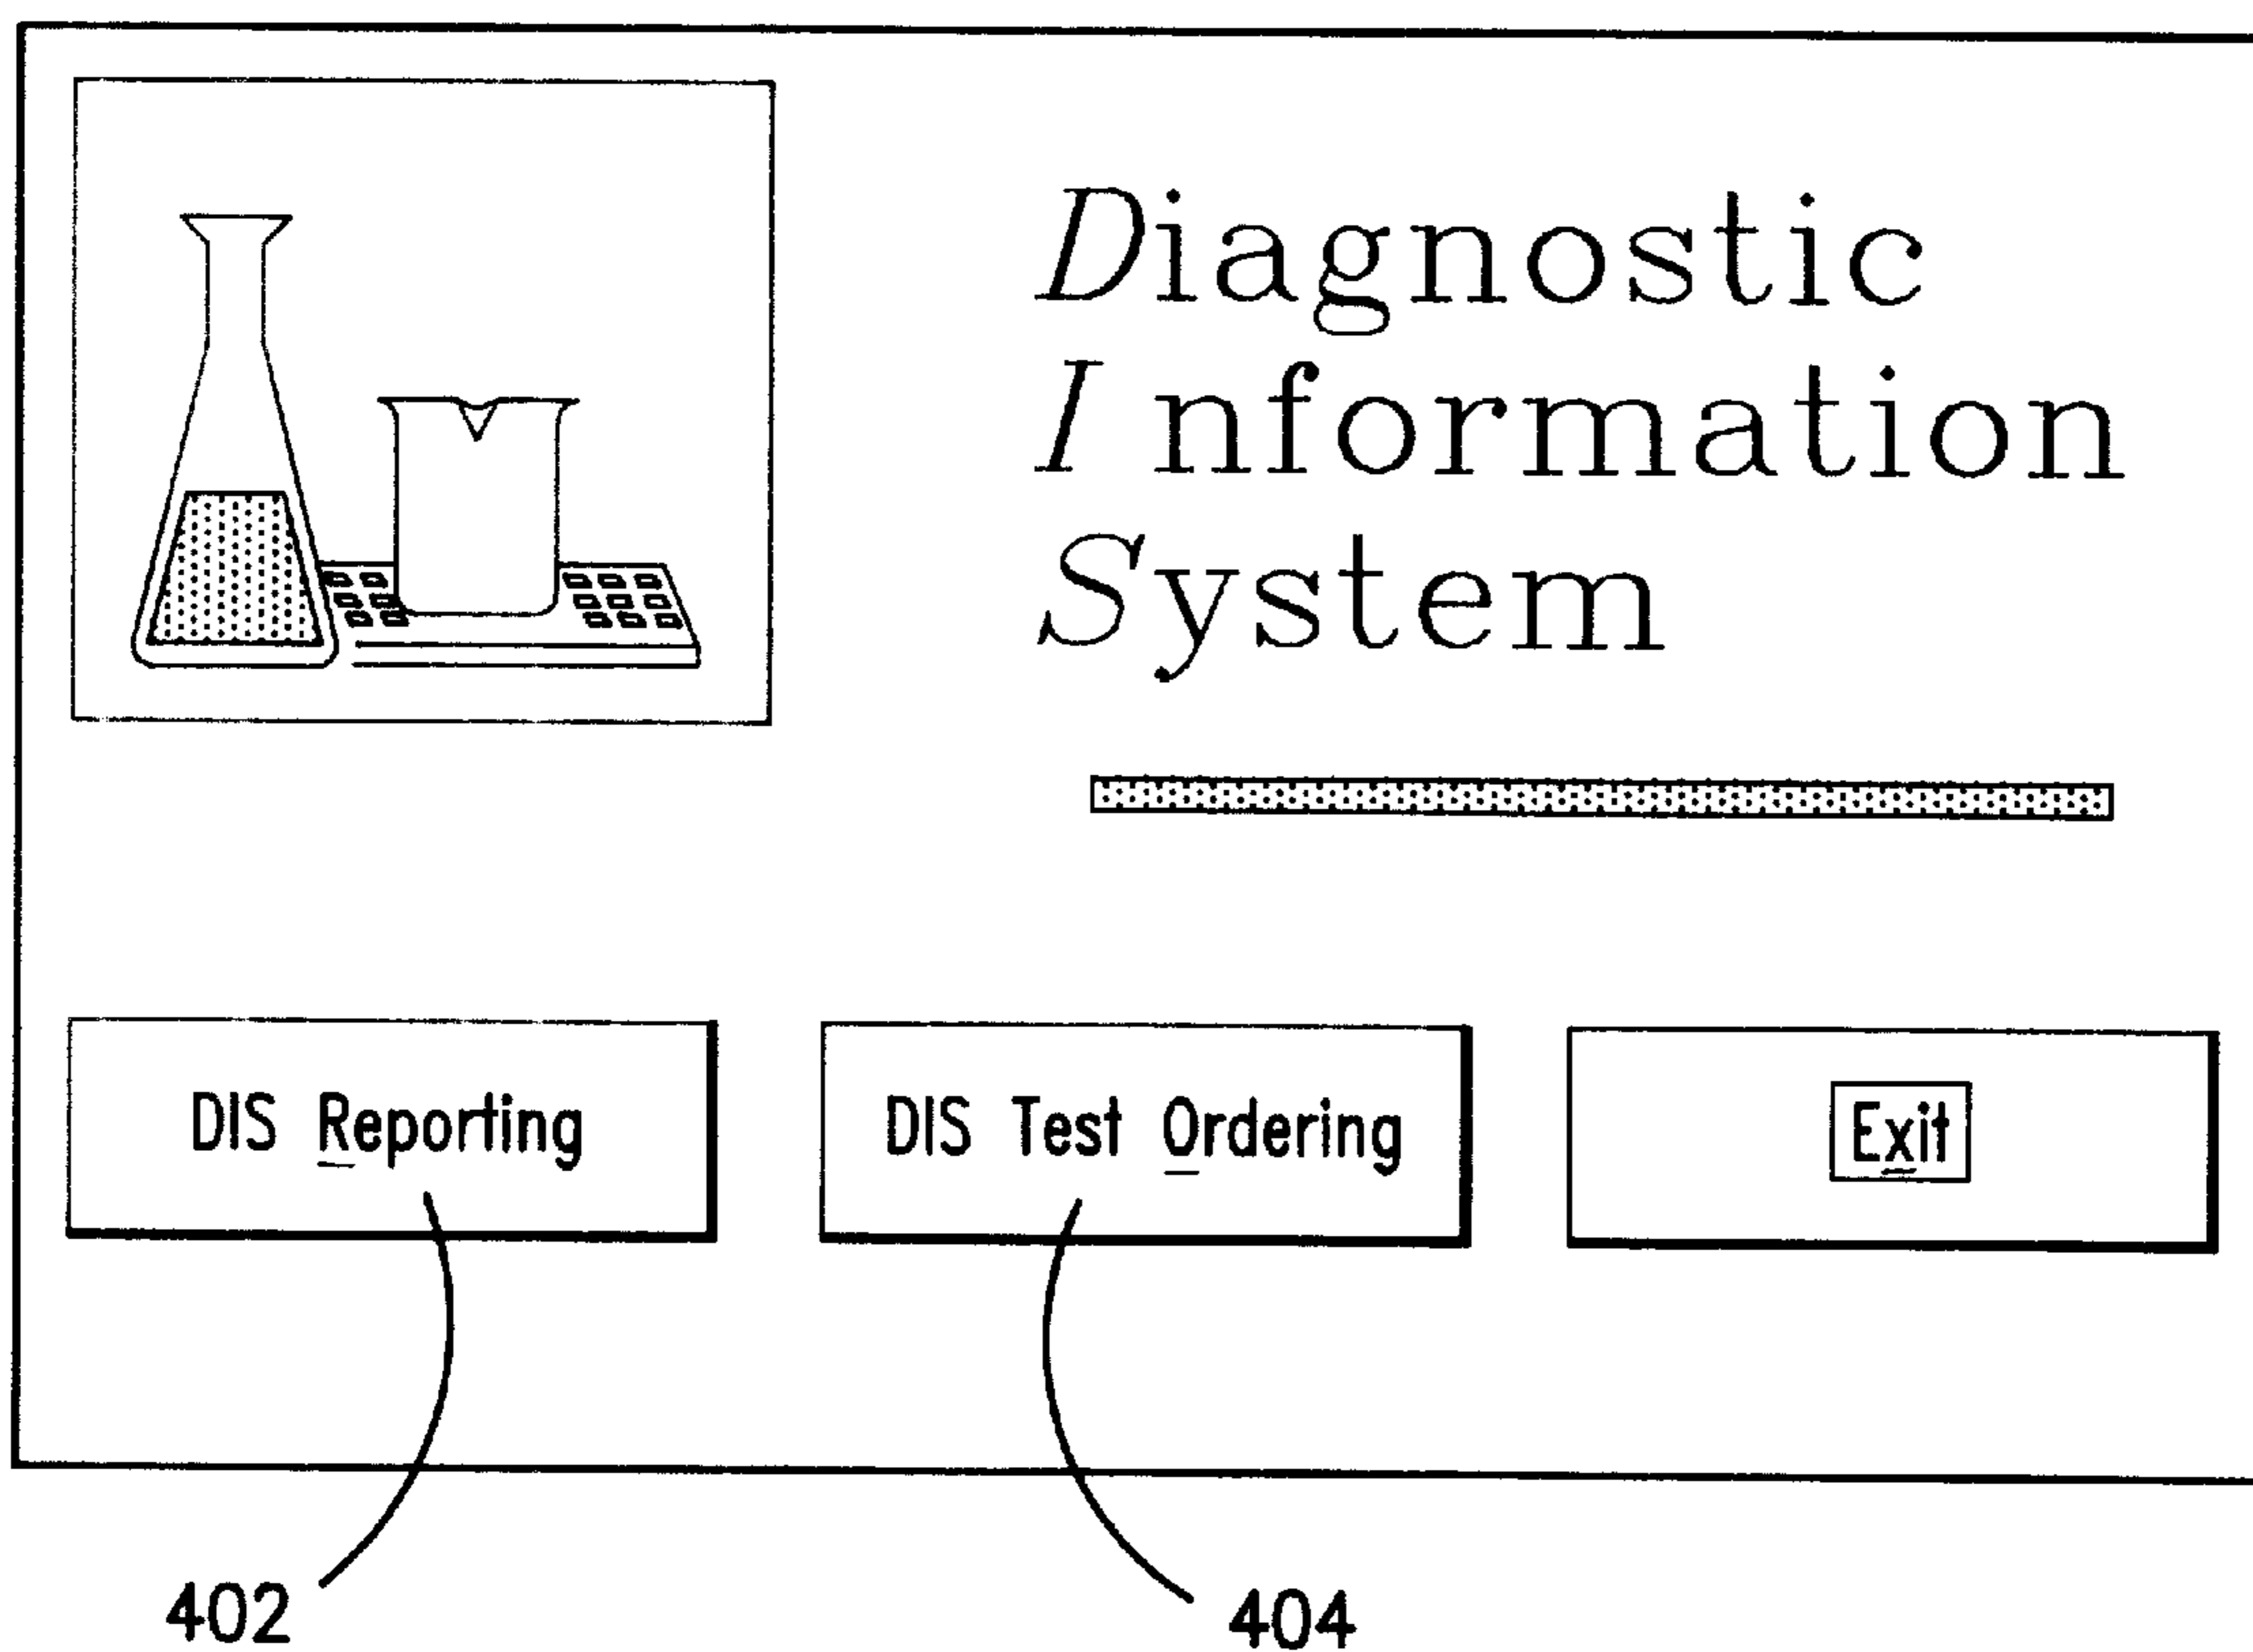 Diagnostic
Information
System
DIS Reporting
DIS Test Ordering
Exit
402
404